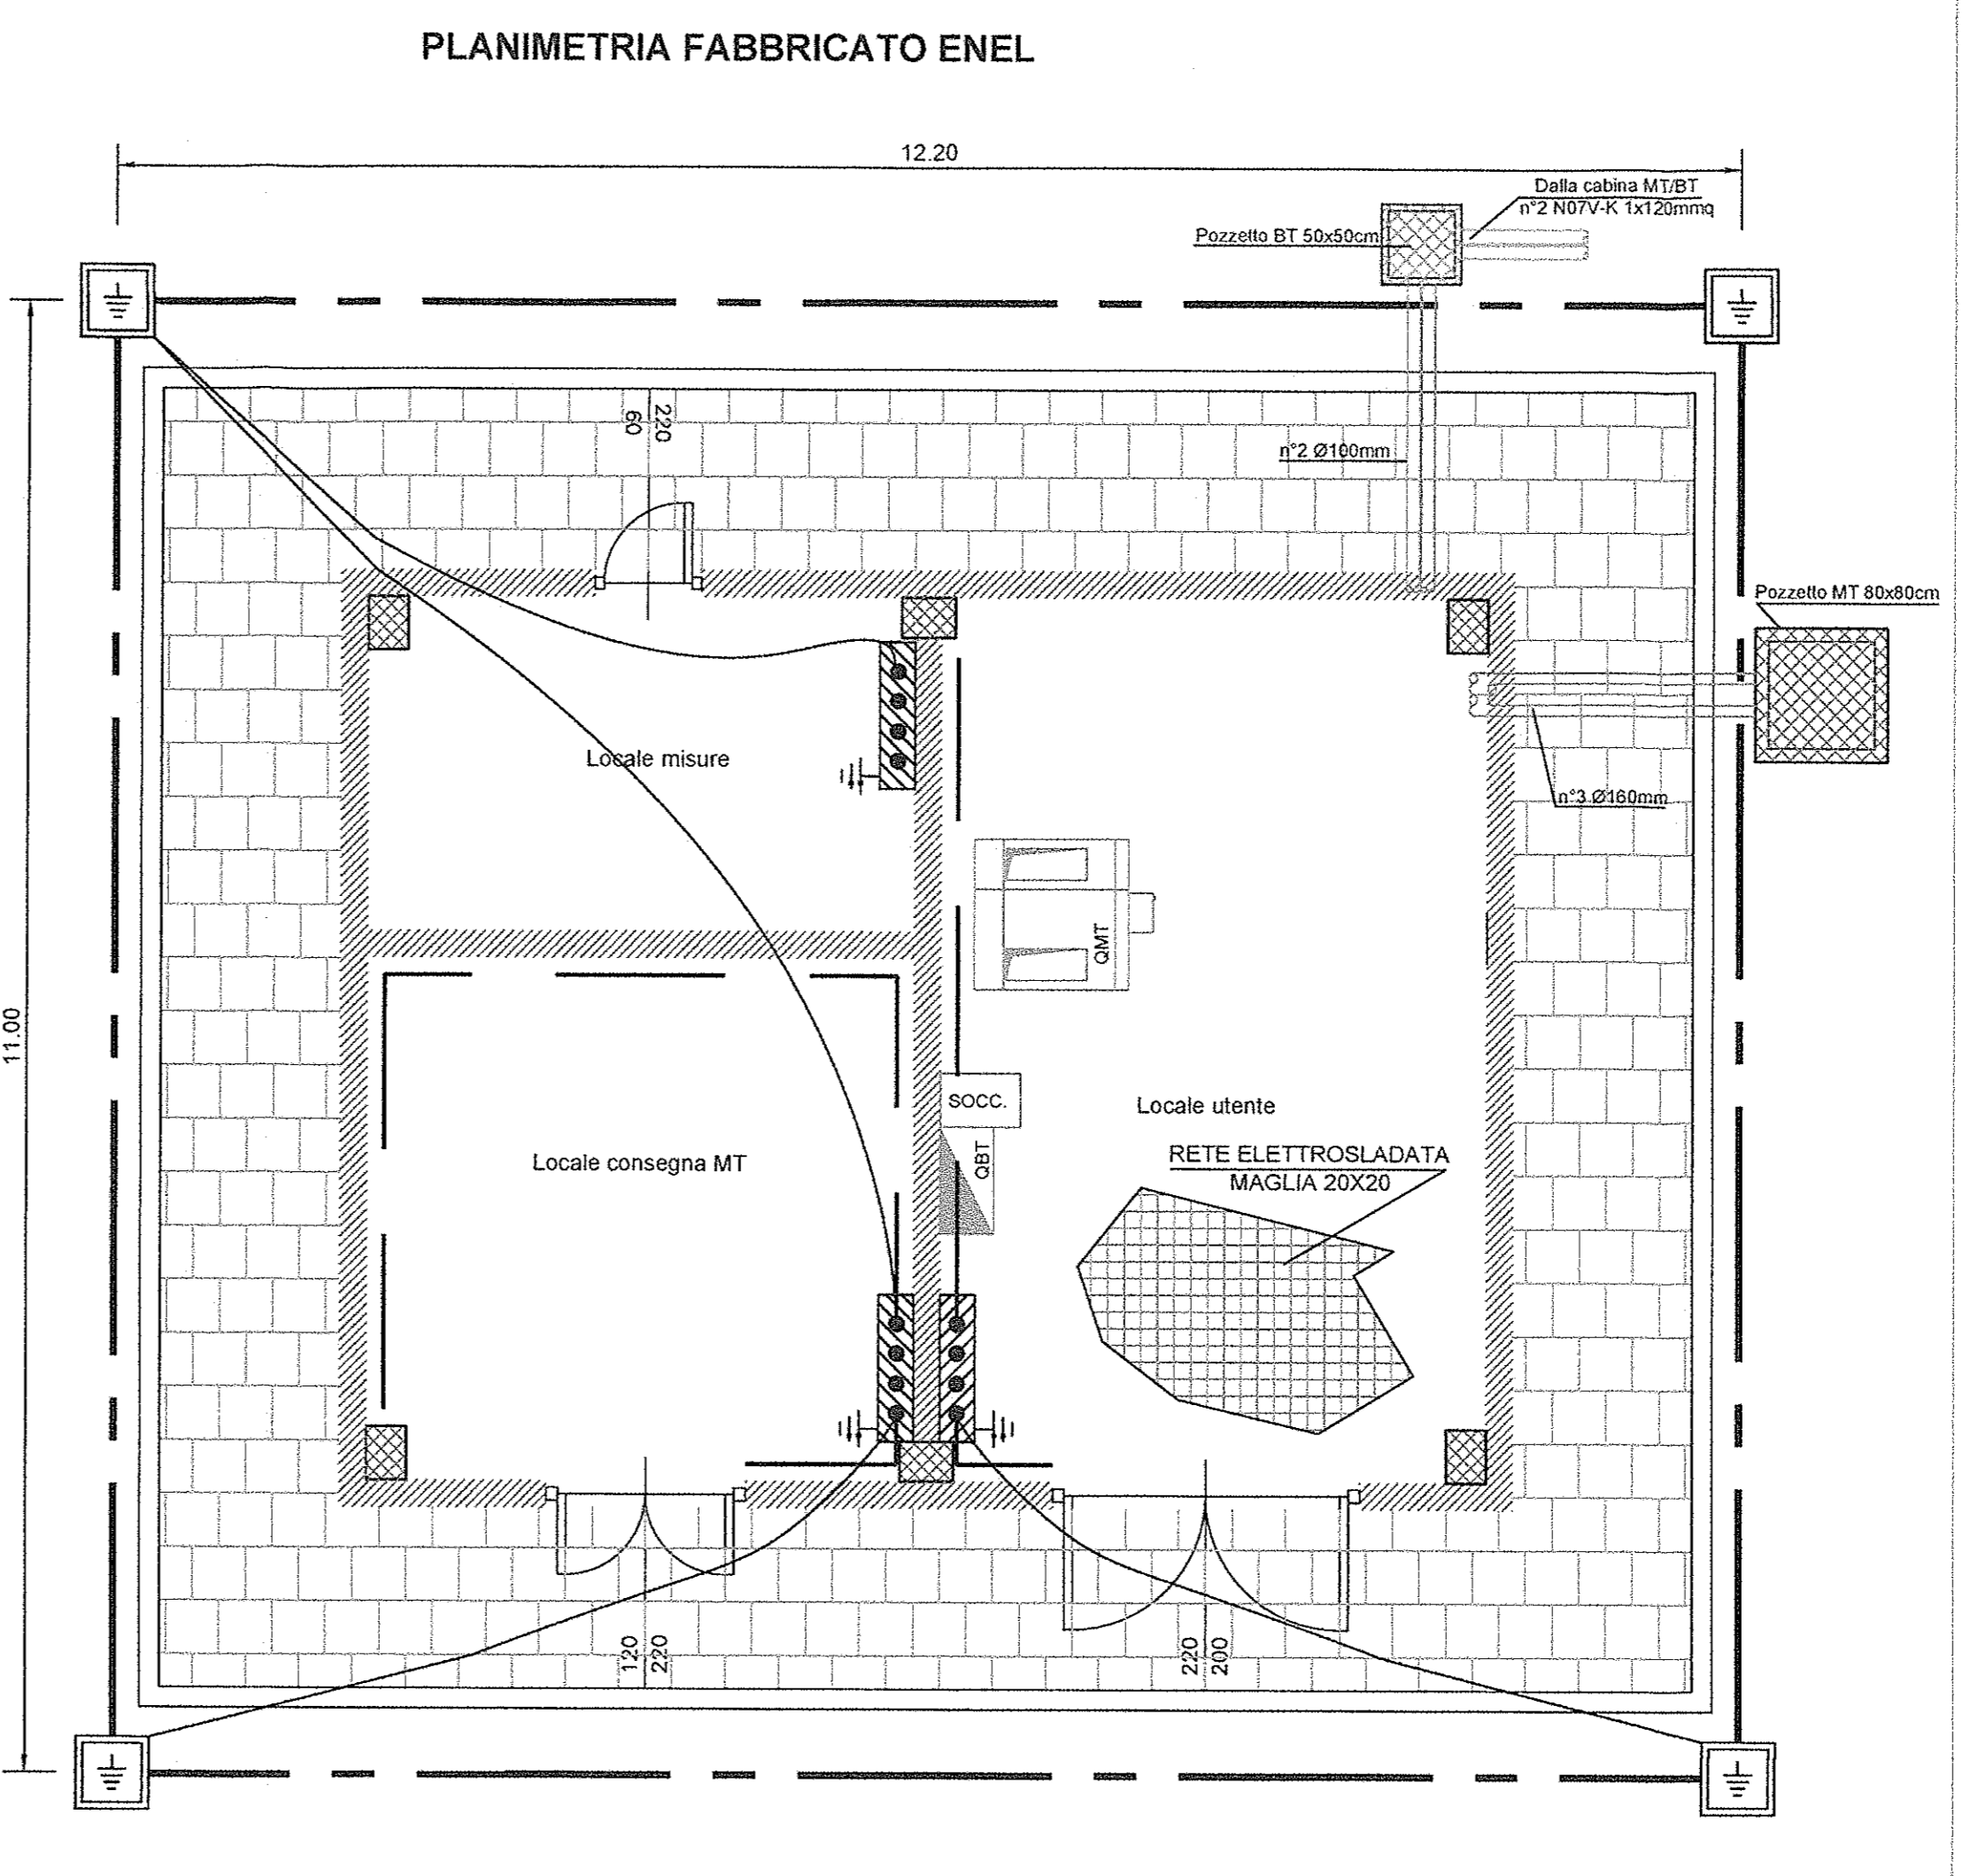 PLANIMETRIA FABBRICATO ENEL
12.20
Dalla cabina MT/BT
n°2 N07V-K 1x120mmq
Pozzetto BT 50x50cm
60
220
n°2 Ø100mm
Pozzetto MT 80x80cm
Locale misure
n°3 Ø160mm
QMT
11.00
SOCC.
Locale utente
QBT
Locale consegna MT
RETE ELETTROSLADATA
MAGLIA 20X20
120
220
220
200